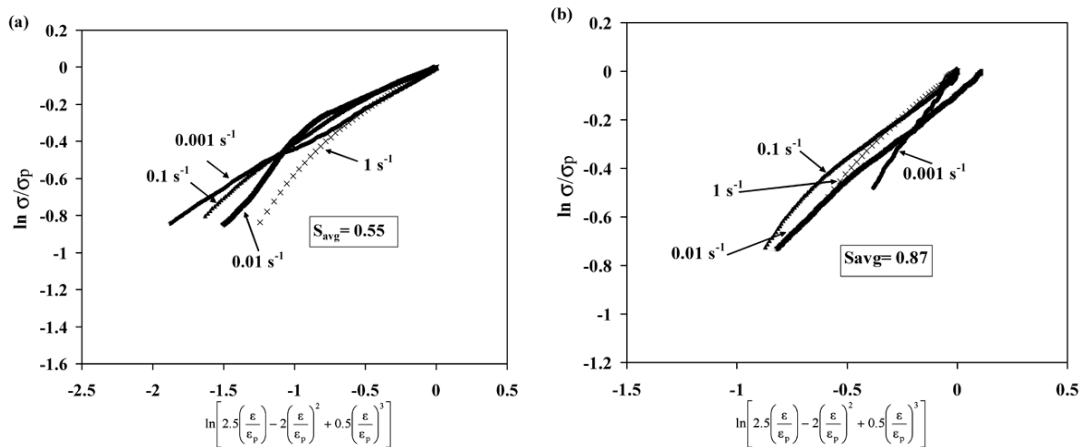 (a)
0.2
0
-0.2
-0.4
-0.6
-0.8
-1
-1.2
-1.4
-1.6
ln σ/σp
0.001 s⁻¹
0.1 s⁻¹
1 s⁻¹
0.01 s⁻¹
Savg= 0.55
-2.5 -2 -1.5 -1 -0.5 0 0.5
ln[2.5(ε/εp)−2(ε/εp)²+0.5(ε/εp)³]
(b)
0.2
0
-0.2
-0.4
-0.6
-0.8
-1
-1.2
ln σ/σp
0.1 s⁻¹
1 s⁻¹
0.001 s⁻¹
0.01 s⁻¹
Savg= 0.87
-1.5 -1 -0.5 0 0.5
ln[2.5(ε/εp)−2(ε/εp)²+0.5(ε/εp)³]